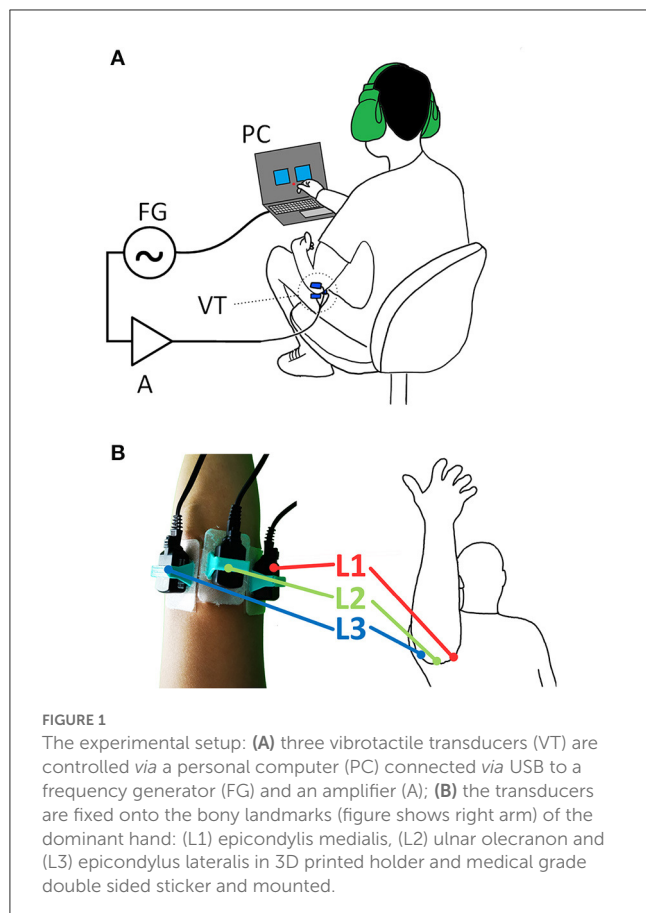 A
PC
FG
~
VT
A
B
L1
L2
L3
FIGURE 1
The experimental setup: (A) three vibrotactile transducers (VT) are
controlled via a personal computer (PC) connected via USB to a
frequency generator (FG) and an amplifier (A); (B) the transducers
are fixed onto the bony landmarks (figure shows right arm) of the
dominant hand: (L1) epicondylis medialis, (L2) ulnar olecranon and
(L3) epicondylus lateralis in 3D printed holder and medical grade
double sided sticker and mounted.